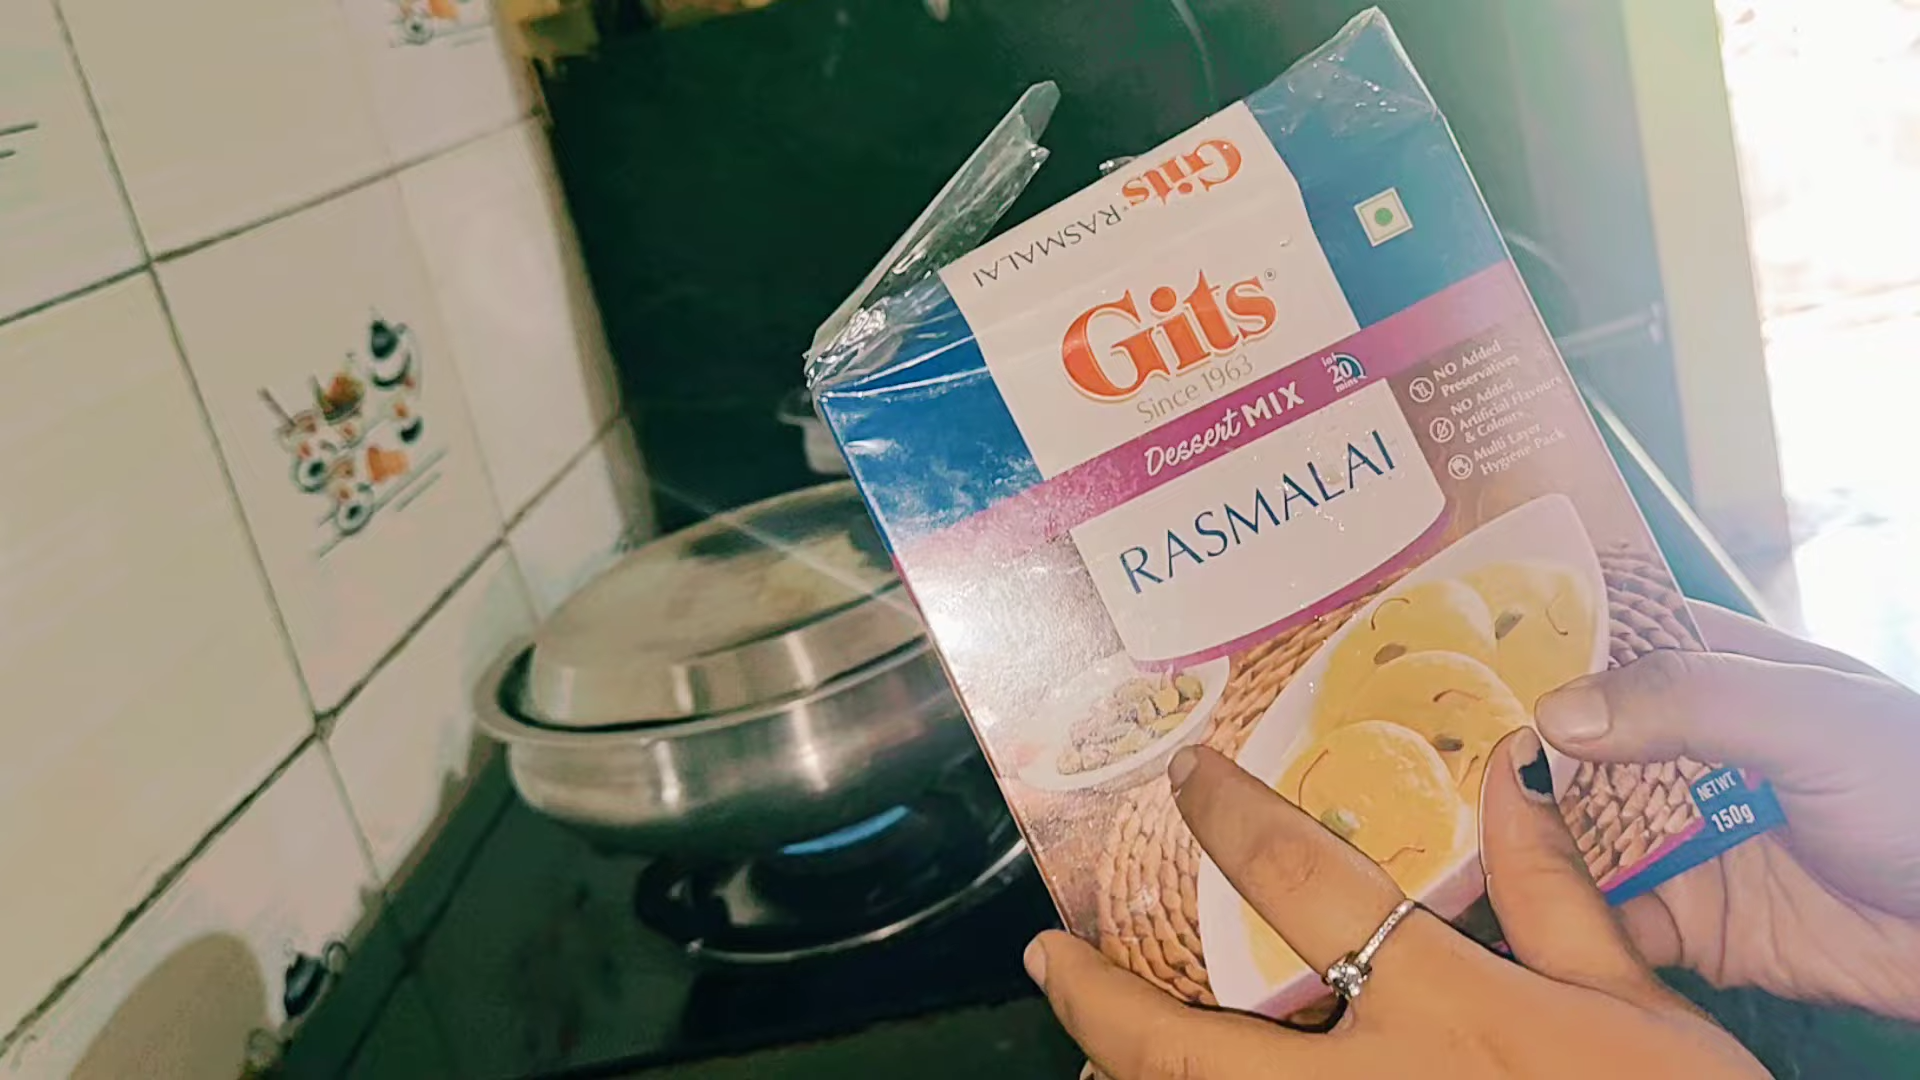 Gits
RASMALAI
Gits®
Since 1963
Dessert MIX
in 20 mins
RASMALAI
NO Added
Preservatives
NO Added
Artificial Flavours
& Colours
Multi Layer
Hygiene Pack
NET WT
150g